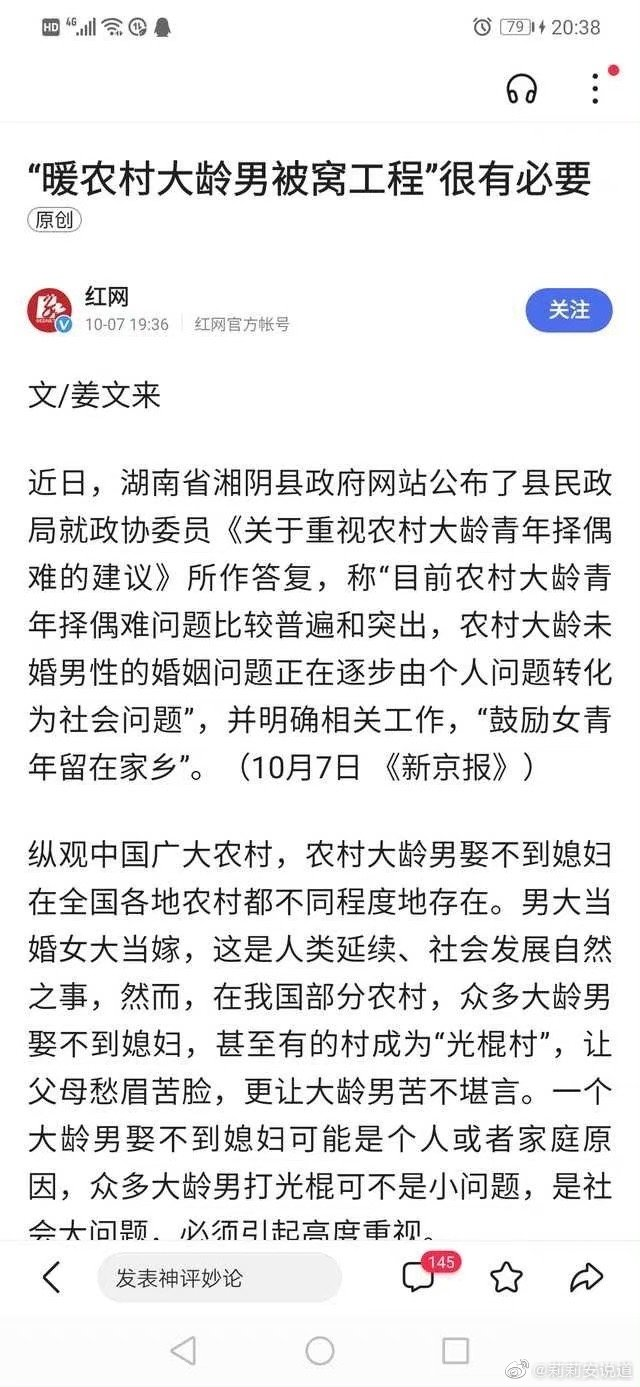 HD 4G 79 20:38
“暖农村大龄男被窝工程”很有必要
原创
红网
10-07 19:36 红网官方帐号
关注
文/姜文来
近日，湖南省湘阴县政府网站公布了县民政
局就政协委员《关于重视农村大龄青年择偶
难的建议》所作答复，称“目前农村大龄青
年择偶难问题比较普遍和突出，农村大龄未
婚男性的婚姻问题正在逐步由个人问题转化
为社会问题”，并明确相关工作，“鼓励女青
年留在家乡”。（10月7日 《新京报》）
纵观中国广大农村，农村大龄男娶不到媳妇
在全国各地农村都不同程度地存在。男大当
婚女大当嫁，这是人类延续、社会发展自然
之事，然而，在我国部分农村，众多大龄男
娶不到媳妇，甚至有的村成为“光棍村”，让
父母愁眉苦脸，更让大龄男苦不堪言。一个
大龄男娶不到媳妇可能是个人或者家庭原
因，众多大龄男打光棍可不是小问题，是社
会大问题，必须引起高度重视。
发表神评妙论
145
@莉莉安说道